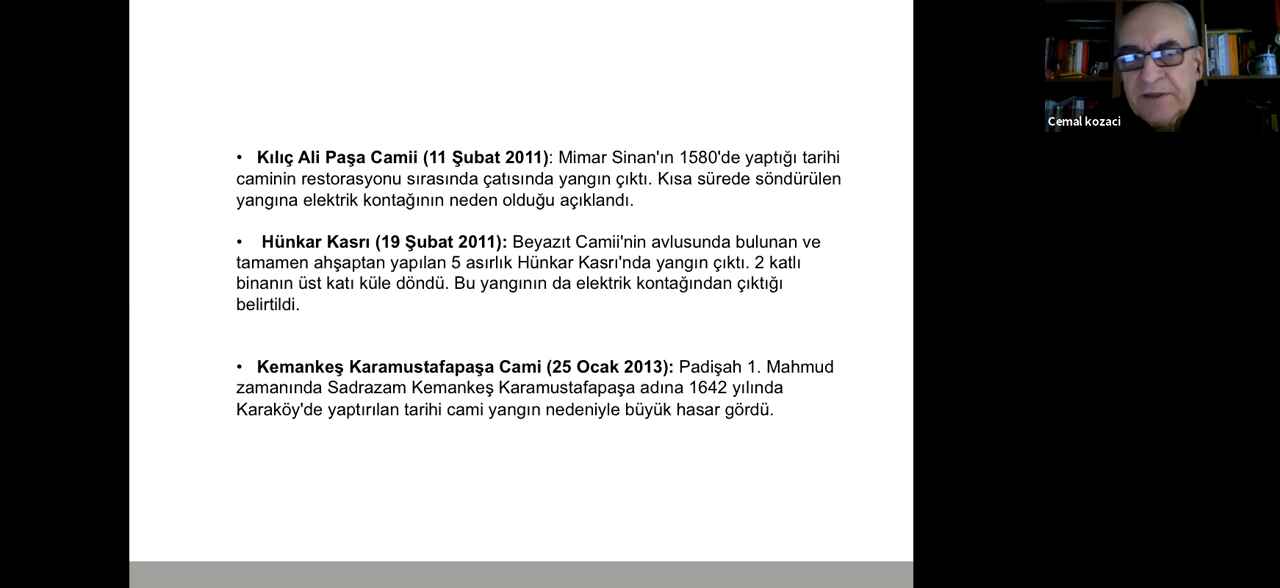 • Kılıç Ali Paşa Camii (11 Şubat 2011): Mimar Sinan'ın 1580'de yaptığı tarihi
caminin restorasyonu sırasında çatısında yangın çıktı. Kısa sürede söndürülen
yangına elektrik kontağının neden olduğu açıklandı.
• Hünkar Kasrı (19 Şubat 2011): Beyazıt Camii'nin avlusunda bulunan ve
tamamen ahşaptan yapılan 5 asırlık Hünkar Kasrı'nda yangın çıktı. 2 katlı
binanın üst katı küle döndü. Bu yangının da elektrik kontağından çıktığı
belirtildi.
• Kemankeş Karamustafapaşa Cami (25 Ocak 2013): Padişah 1. Mahmud
zamanında Sadrazam Kemankeş Karamustafapaşa adına 1642 yılında
Karaköy'de yaptırılan tarihi cami yangın nedeniyle büyük hasar gördü.
Cemal kozaci